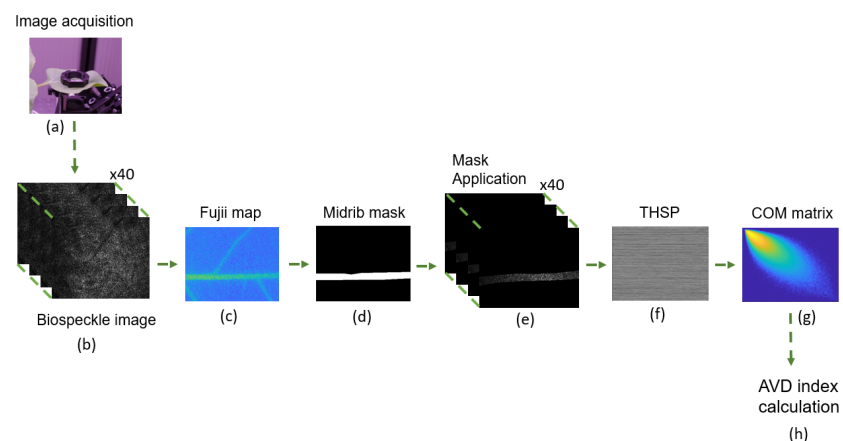 Image acquisition
(a)
x40
Biospeckle image
(b)
Fujii map
(c)
Midrib mask
(d)
Mask
Application
x40
(e)
THSP
(f)
COM matrix
(g)
AVD index
calculation
(h)